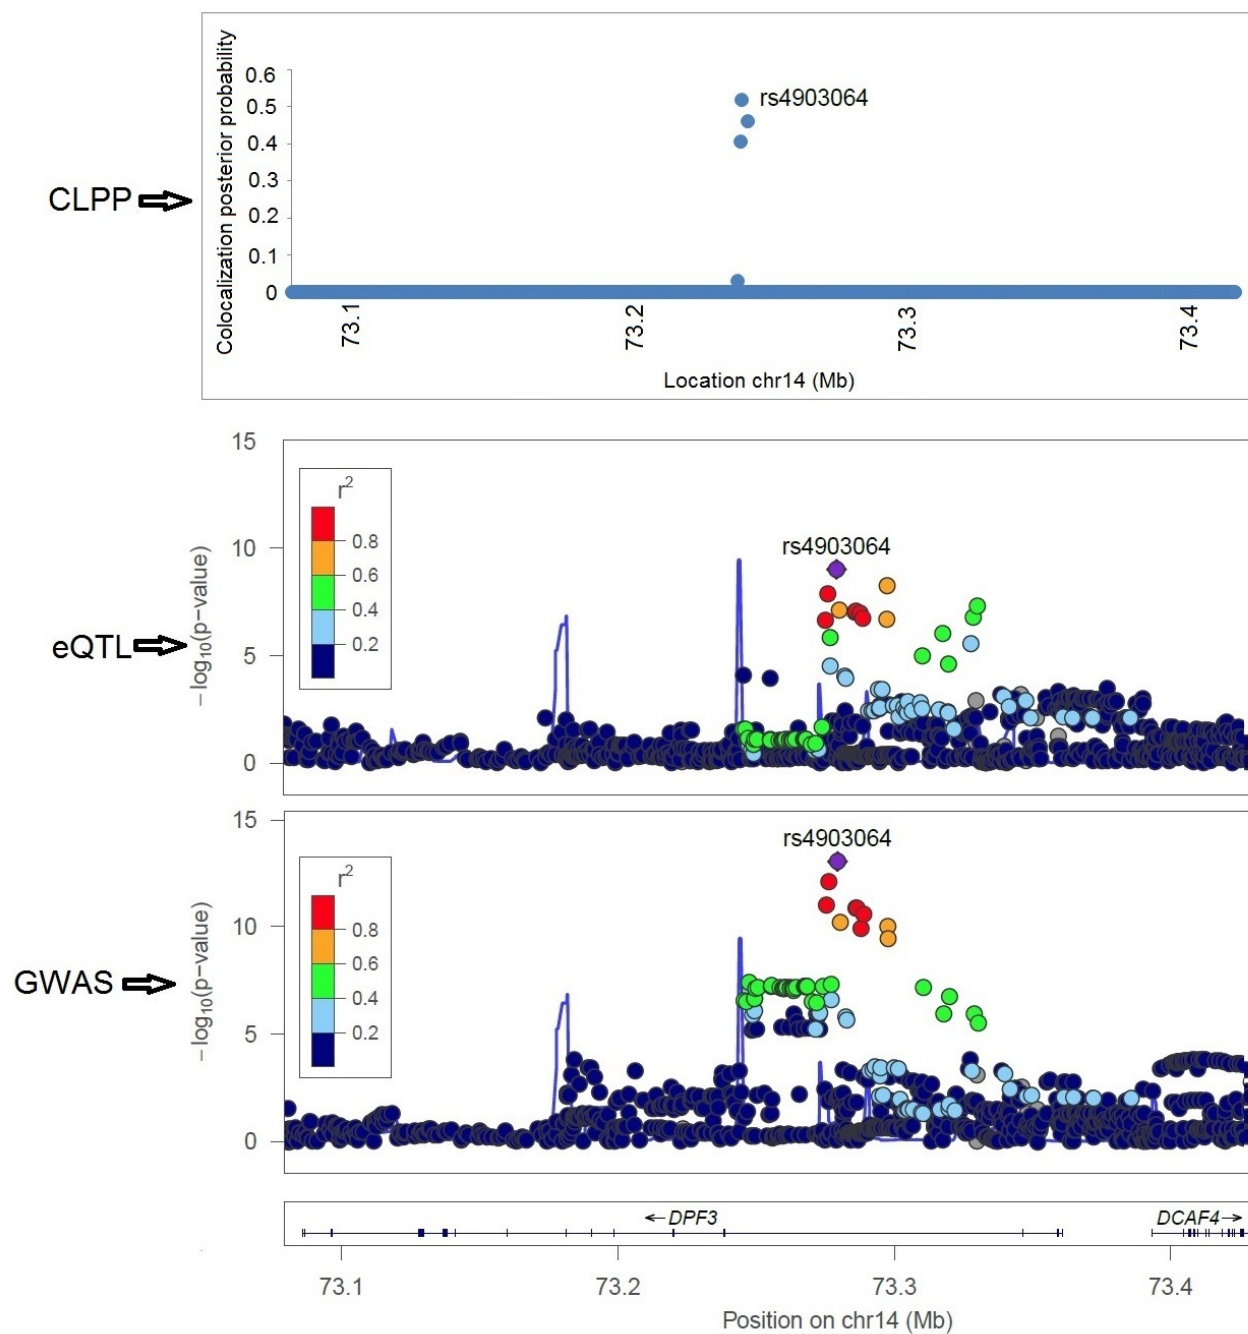 Colocalization posterior probability
0.6
0.5
0.4
0.3
0.2
0.1
0
rs4903064
CLPP
73.1
73.2
73.3
73.4
Location chr14 (Mb)
15
10
5
0
−log10(p−value)
r2
0.8
0.6
0.4
0.2
rs4903064
eQTL
15
10
5
0
−log10(p−value)
r2
0.8
0.6
0.4
0.2
rs4903064
GWAS
←DPF3
DCAF4→
73.1
73.2
73.3
73.4
Position on chr14 (Mb)